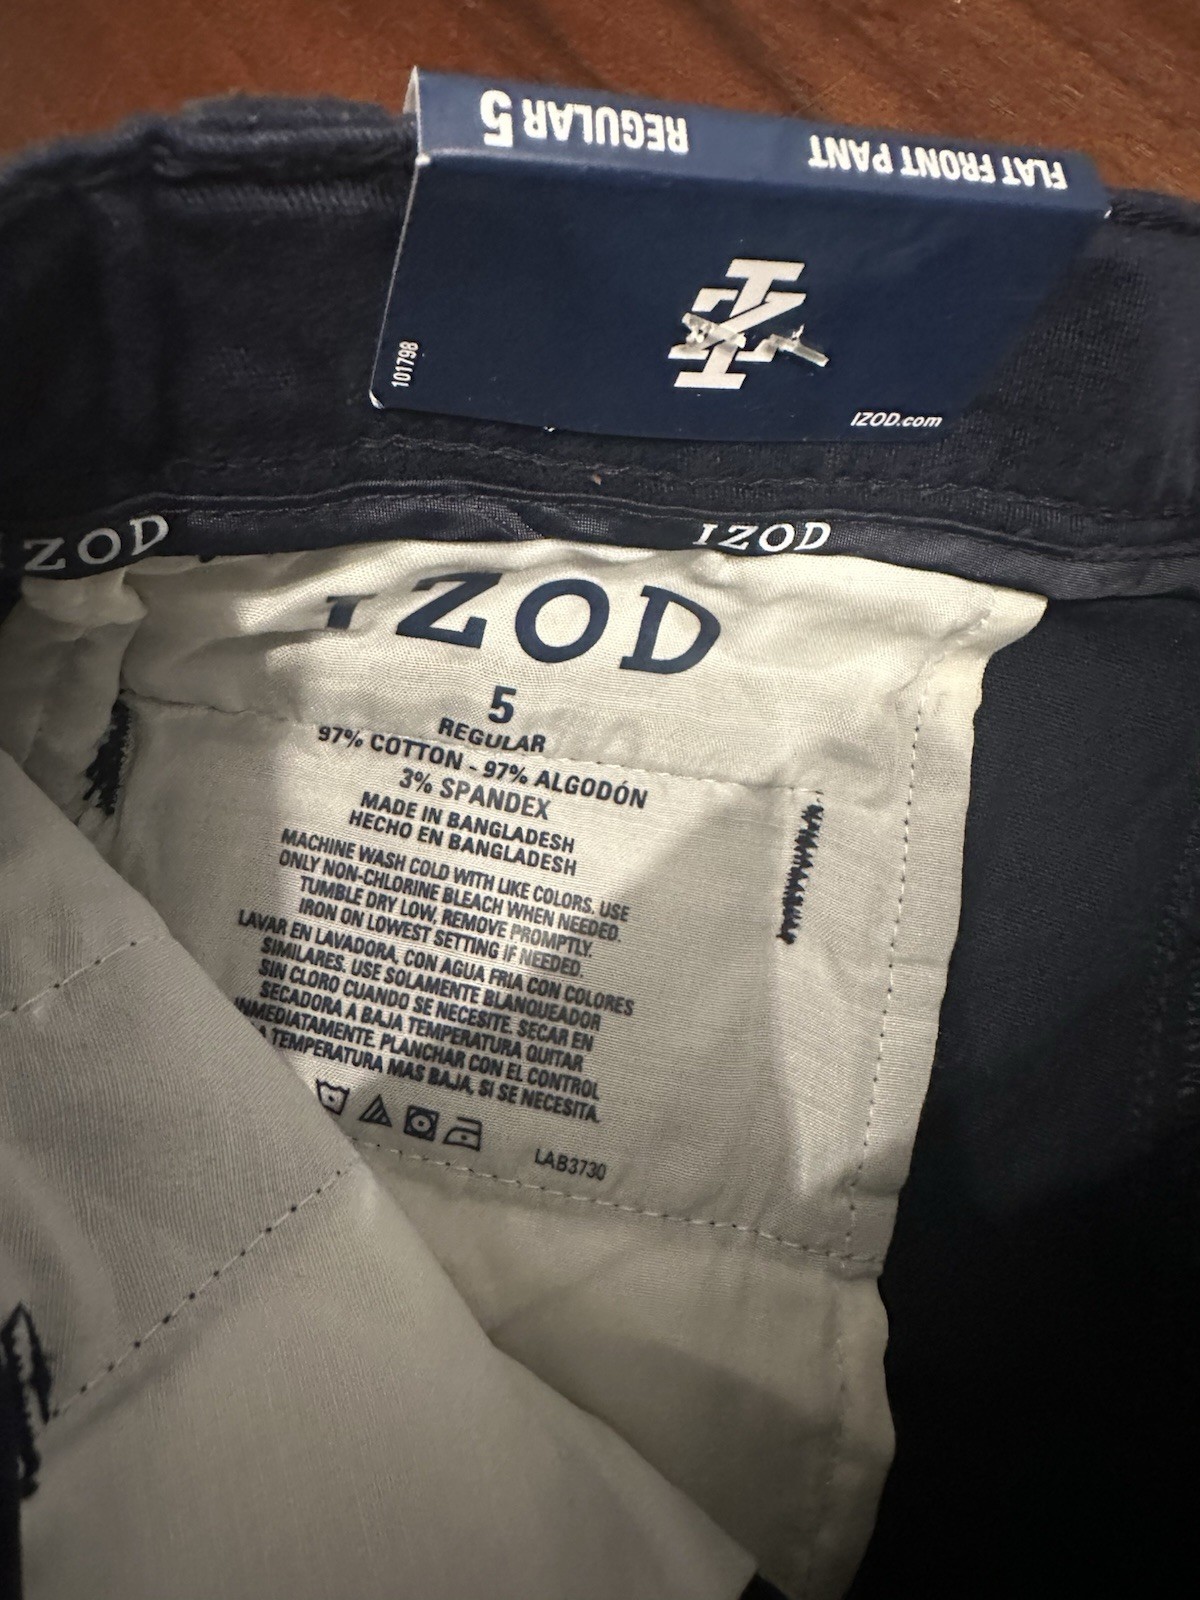 REGULAR 5
FLAT FRONT PANT
101798
IZOD.com
ZOD
IZOD
IZOD
5
REGULAR
97% COTTON - 97% ALGODÓN
3% SPANDEX
MADE IN BANGLADESH
HECHO EN BANGLADESH
MACHINE WASH COLD WITH LIKE COLORS. USE
ONLY NON-CHLORINE BLEACH WHEN NEEDED.
TUMBLE DRY LOW, REMOVE PROMPTLY.
IRON ON LOWEST SETTING IF NEEDED.
LAVAR EN LAVADORA, CON AGUA FRIA CON COLORES
SIMILARES. USE SOLAMENTE BLANQUEADOR
SIN CLORO CUANDO SE NECESITE. SECAR EN
SECADORA A BAJA TEMPERATURA QUITAR
INMEDIATAMENTE. PLANCHAR CON EL CONTROL
A TEMPERATURA MAS BAJA, SI SE NECESITA.
LAB3730